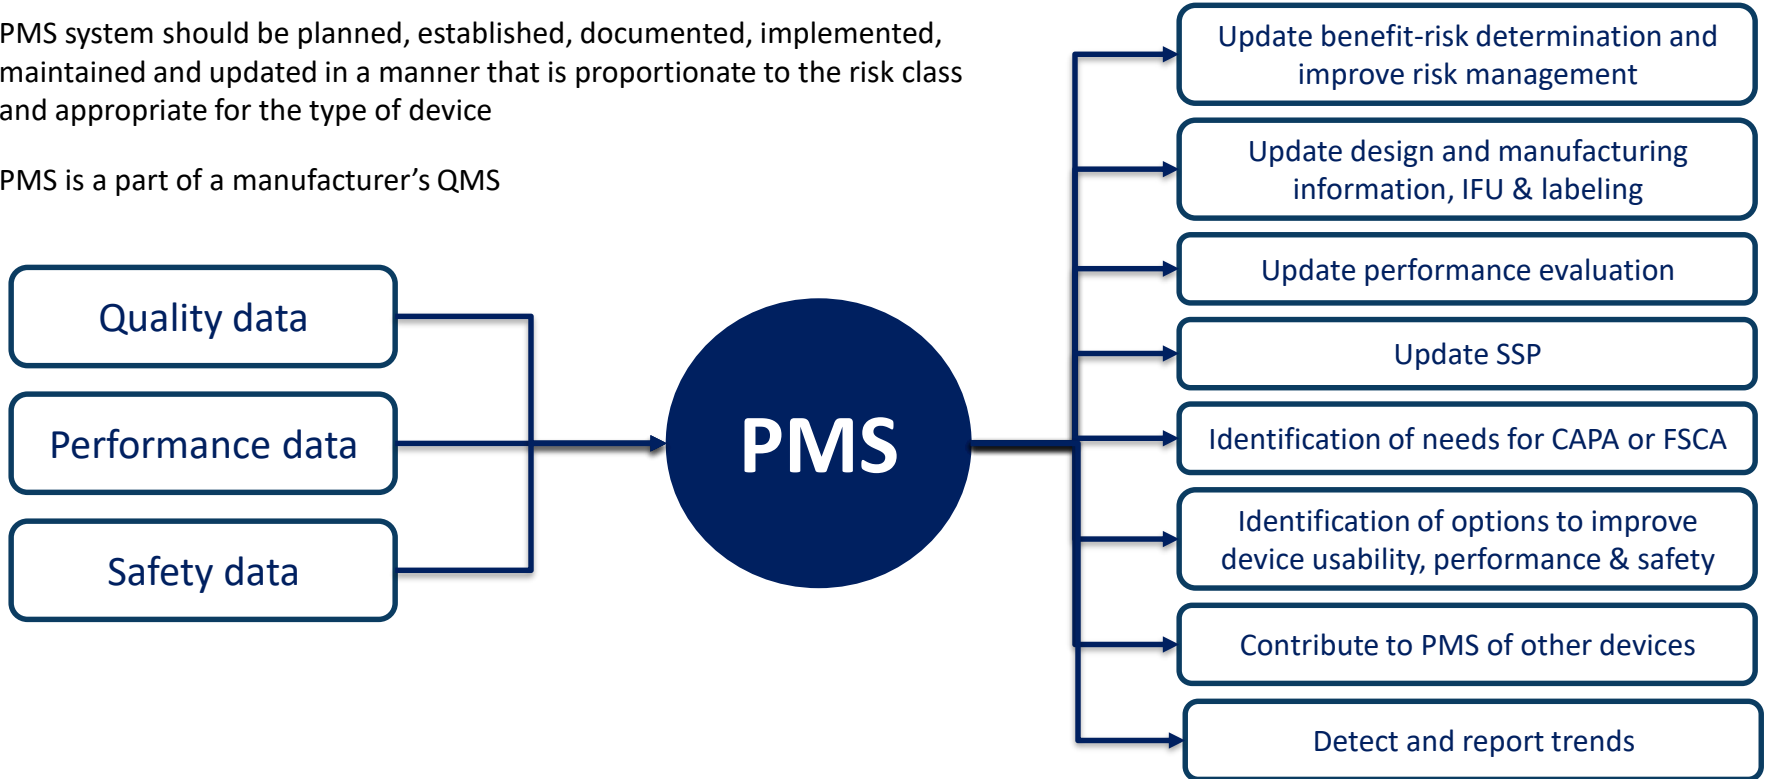 PMS system should be planned, established, documented, implemented,
maintained and updated in a manner that is proportionate to the risk class
and appropriate for the type of device
PMS is a part of a manufacturer’s QMS
Quality data
Performance data
Safety data
PMS
Update benefit-risk determination and
improve risk management
Update design and manufacturing
information, IFU & labeling
Update performance evaluation
Update SSP
Identification of needs for CAPA or FSCA
Identification of options to improve
device usability, performance & safety
Contribute to PMS of other devices
Detect and report trends